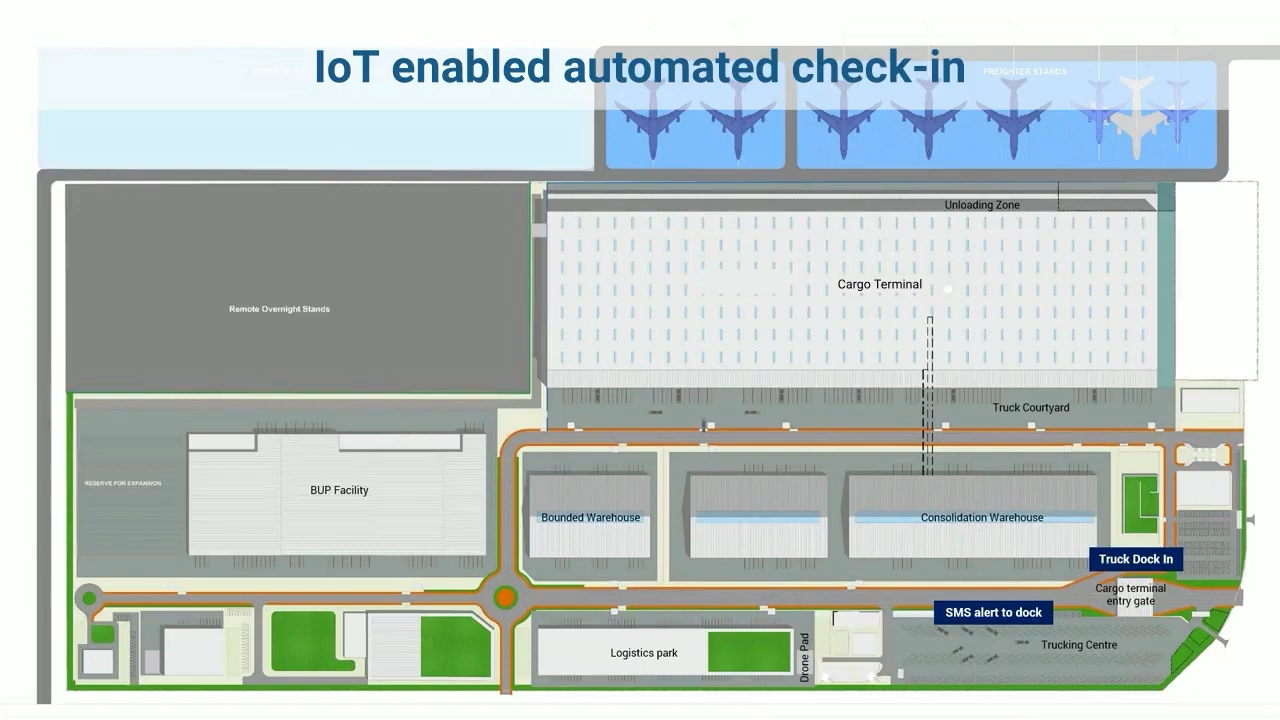 IoT enabled automated check-in
FREIGHTER STANDS
Unloading Zone
Cargo Terminal
Remote Overnight Stands
Truck Courtyard
RESERVE FOR EXPANSION
BUP Facility
Bounded Warehouse
Consolidation Warehouse
Truck Dock In
Cargo terminal
entry gate
SMS alert to dock
Logistics park
Drone Pad
Trucking Centre